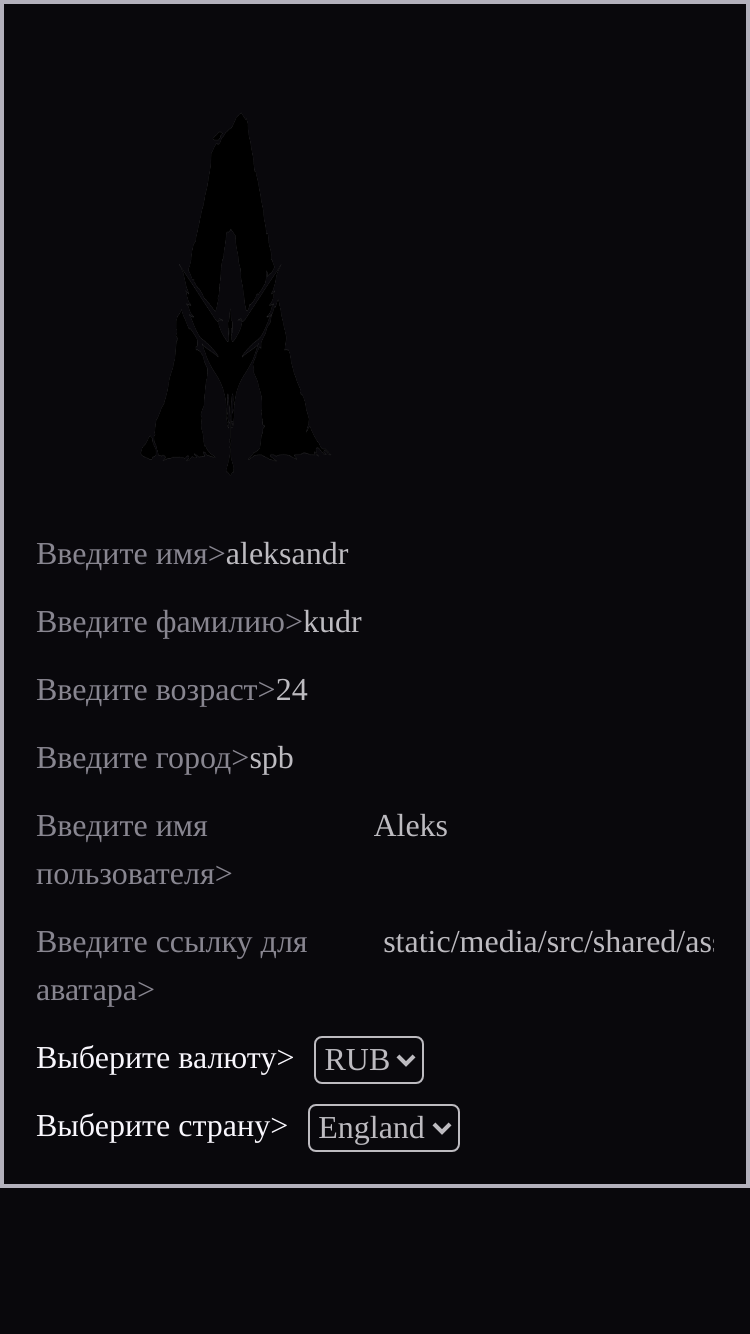 Введите имя>aleksandr
Введите фамилию>kudr
Введите возраст>24
Введите город>spb
Введите имя Aleks
пользователя>
Введите ссылку для static/media/src/shared/as
аватара>
Выберите валюту> RUB
Выберите страну> England